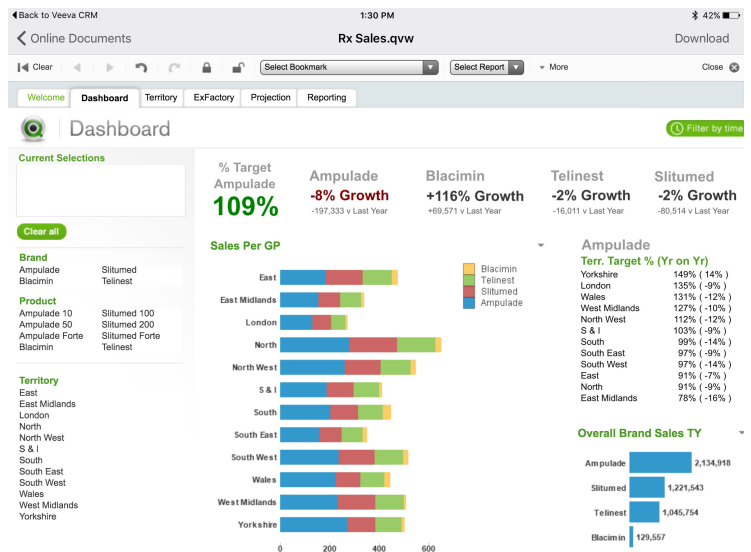 Back to Veeva CRM
1:30 PM
42%
Online Documents
Rx Sales.qvw
Download
Clear
Select Bookmark
Select Report
More
Close
Welcome
Dashboard
Territory
ExFactory
Projection
Reporting
Dashboard
Filter by time
Current Selections
Clear all
Brand
Ampulade Slitumed
Blacimin Telinest
Product
Ampulade 10 Slitumed 100
Ampulade 50 Slitumed 200
Ampulade Forte Slitumed Forte
Blacimin Telinest
Territory
East
East Midlands
London
North
North West
S & I
South
South East
South West
Wales
West Midlands
Yorkshire
% Target
Ampulade
109%
Ampulade
-8% Growth
-197,333 v Last Year
Blacimin
+116% Growth
+69,571 v Last Year
Telinest
-2% Growth
-16,011 v Last Year
Slitumed
-2% Growth
-80,514 v Last Year
Sales Per GP
Blacimin
Telinest
Slitumed
Ampulade
East
East Midlands
London
North
North West
S & I
South
South East
South West
Wales
West Midlands
Yorkshire
0 200 400 600
Ampulade
Terr. Target % (Yr on Yr)
Yorkshire 149% ( 14% )
London 135% ( -9% )
Wales 131% ( -12% )
West Midlands 127% ( -10% )
North West 112% ( -12% )
S & I 103% ( -9% )
South 99% ( -14% )
South East 97% ( -9% )
South West 97% ( -14% )
East 91% ( -7% )
North 91% ( -9% )
East Midlands 78% ( -16% )
Overall Brand Sales TY
Ampulade 2,134,918
Slitumed 1,221,543
Telinest 1,045,754
Blacimin 129,557